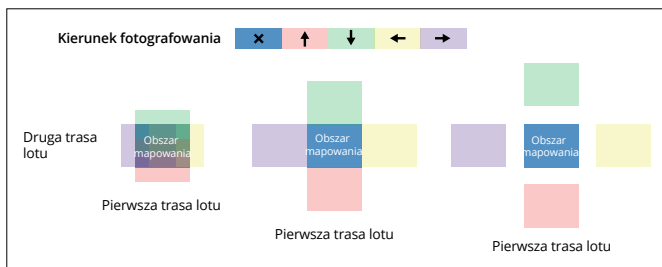 Kierunek fotografowania
Obszar
mapowania
Obszar
mapowania
Obszar
mapowania
Druga trasa
lotu
Pierwsza trasa lotu
Pierwsza trasa lotu
Pierwsza trasa lotu